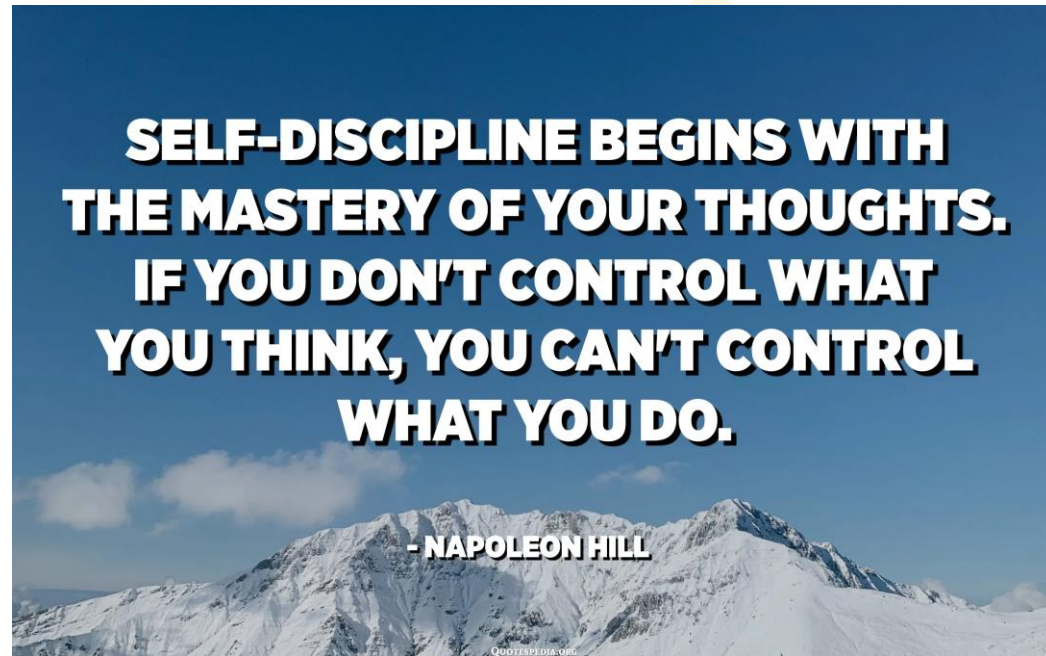 SELF-DISCIPLINE BEGINS WITH
THE MASTERY OF YOUR THOUGHTS.
IF YOU DON'T CONTROL WHAT
YOU THINK, YOU CAN'T CONTROL
WHAT YOU DO.
- NAPOLEON HILL
QUOTESPEDIA.ORG